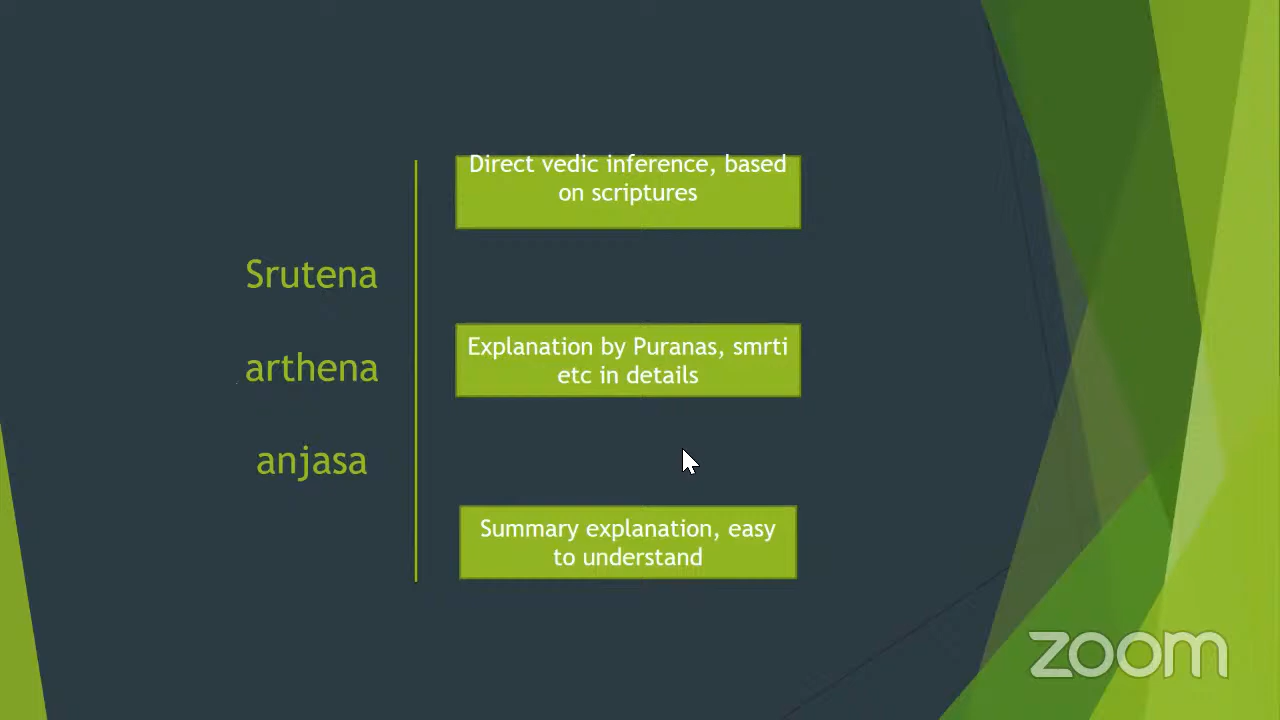 Srutena
arthena
anjasa
Direct vedic inference, based
on scriptures
Explanation by Puranas, smrti
etc in details
Summary explanation, easy
to understand
zoom